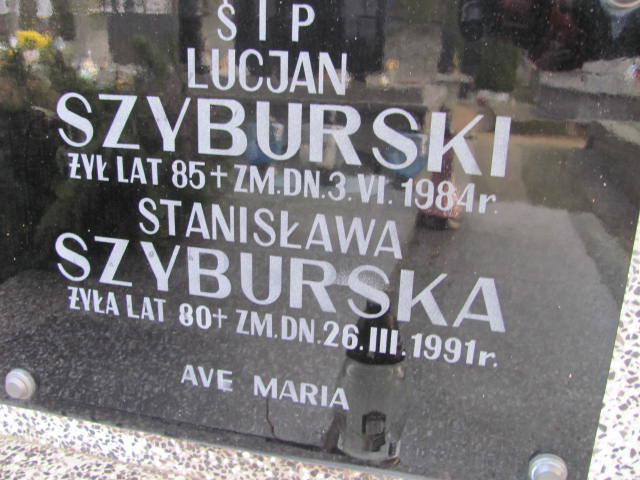 Ś I P
LUCJAN
SZYBURSKI
ŻYŁ LAT 85+ ZM.DN.3.VI.1984r.
STANISŁAWA
SZYBURSKA
ŻYŁA LAT 80+ ZM.DN.26.III.1991r.
AVE MARIA